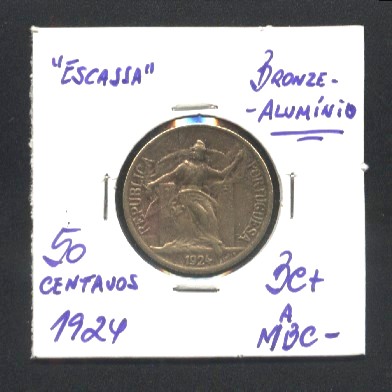 "ESCASSA"
BRONZE-
-ALUMÍNIO
REPUBLICA PORTUGUESA
1924
50
CENTAVOS
1924
BC+
A
MBC-